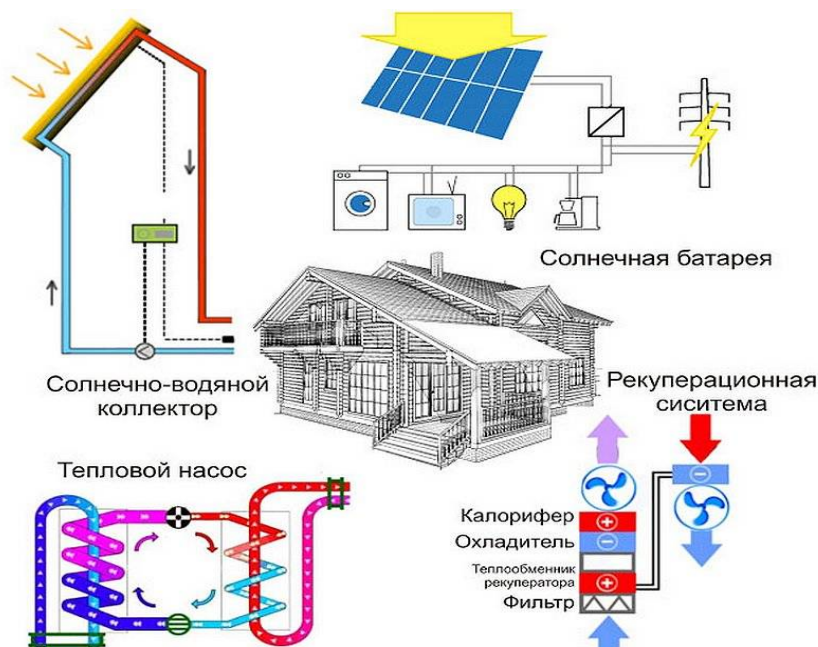 Солнечная батарея
Солнечно-водяной
коллектор
Рекуперационная
сиситема
Тепловой насос
Калорифер
Охладитель
Теплообменник
рекуператора
Фильтр